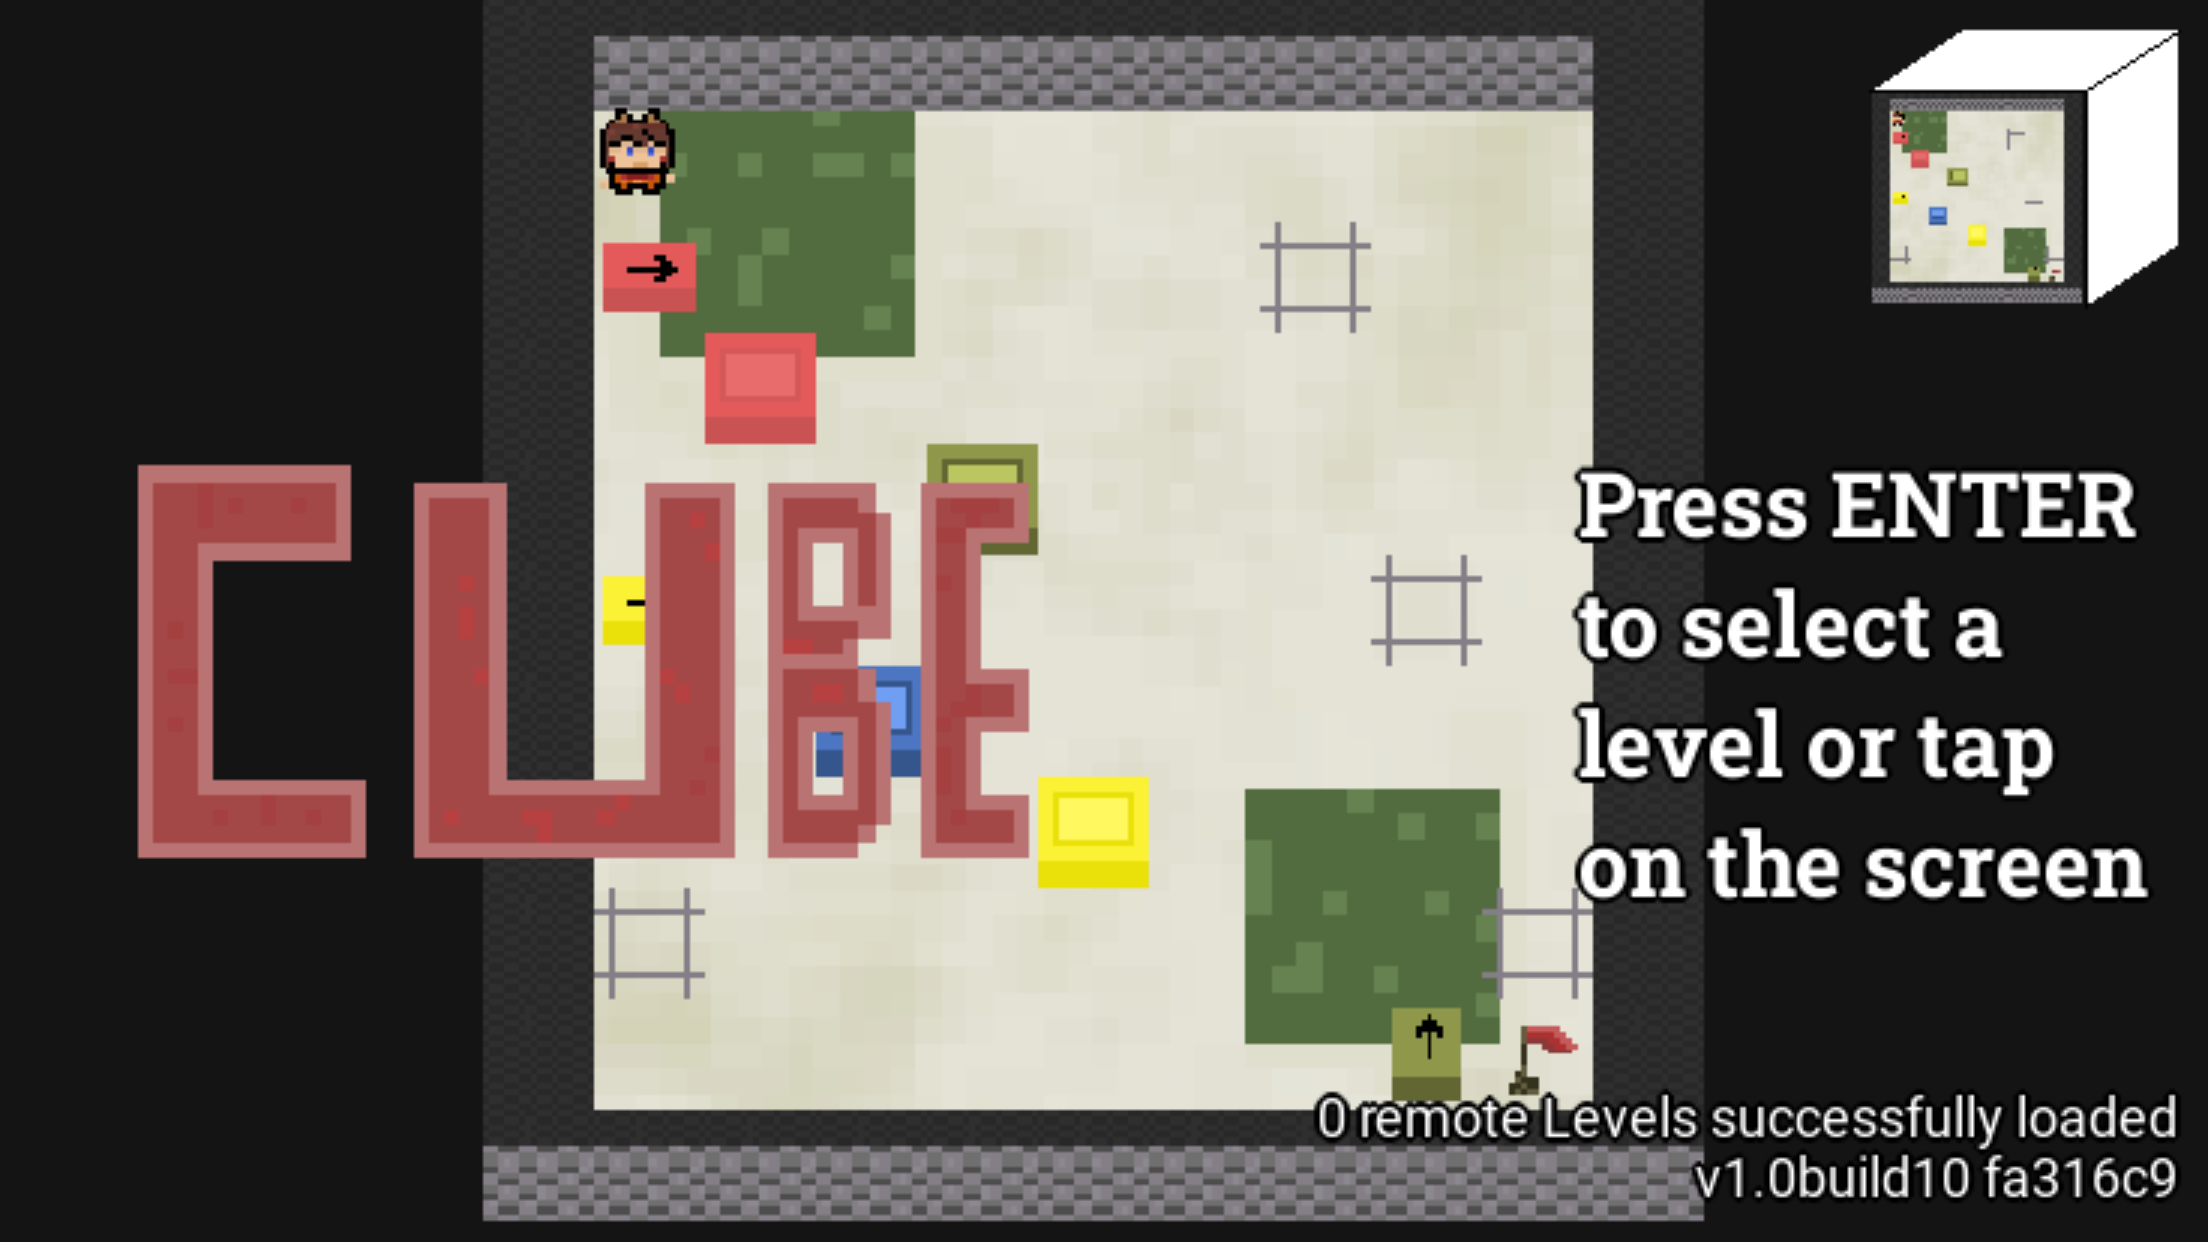 CUBE
Press ENTER
to select a
level or tap
on the screen
0 remote Levels successfully loaded
v1.0build10 fa316c9